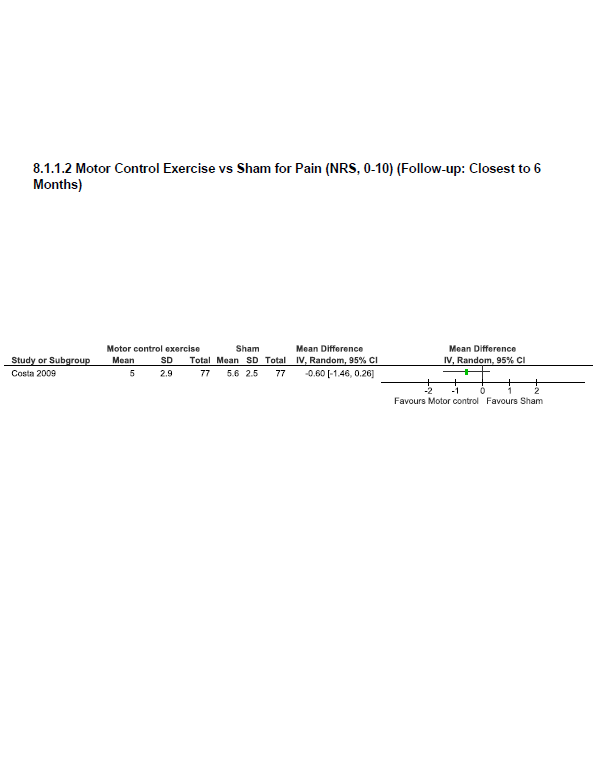 8.1.1.2 Motor Control Exercise vs Sham for Pain (NRS, 0-10) (Follow-up: Closest to 6
Months)
Motor control exercise Sham Mean Difference Mean Difference
Study or Subgroup Mean SD Total Mean SD Total IV, Random, 95% CI IV, Random, 95% CI
Costa 2009 5 2.9 77 5.6 2.5 77 -0.60 [-1.46, 0.26]
-2 -1 0 1 2
Favours Motor control Favours Sham